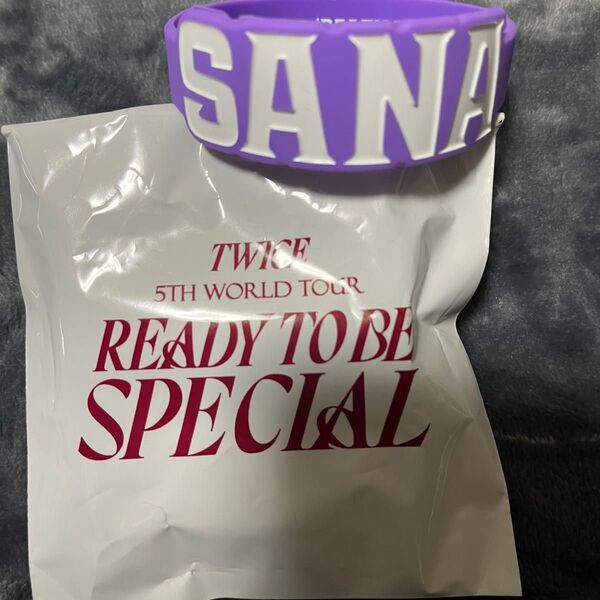 SANA
TWICE
5TH WORLD TOUR
READY TO BE
SPECIAL